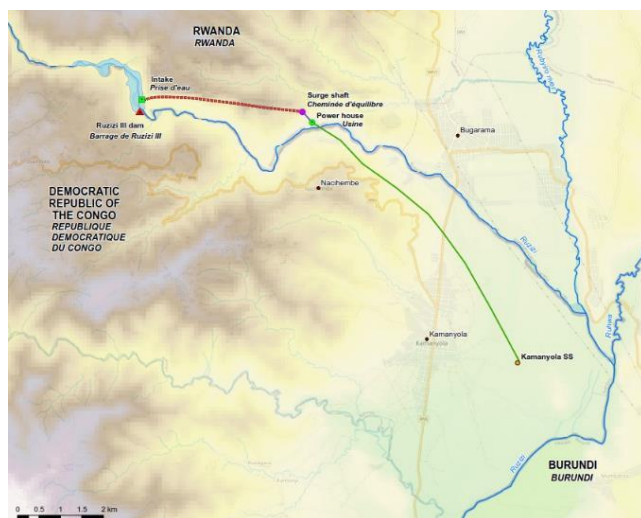 RWANDA
RWANDA
Intake
Prise d'eau
Surge shaft
Cheminée d'équilibre
Power house
Usine
Ruzizi III dam
Barrage de Ruzizi III
Bugarama
DEMOCRATIC
REPUBLIC OF
THE CONGO
REPUBLIQUE
DEMOCRATIQUE
DU CONGO
Nacihembe
Ruzizi
Ruhwa
Kamanyola
Kamanyola
Kamanyola SS
Ruzizi
BURUNDI
BURUNDI
0 0.5 1 1.5 2 km